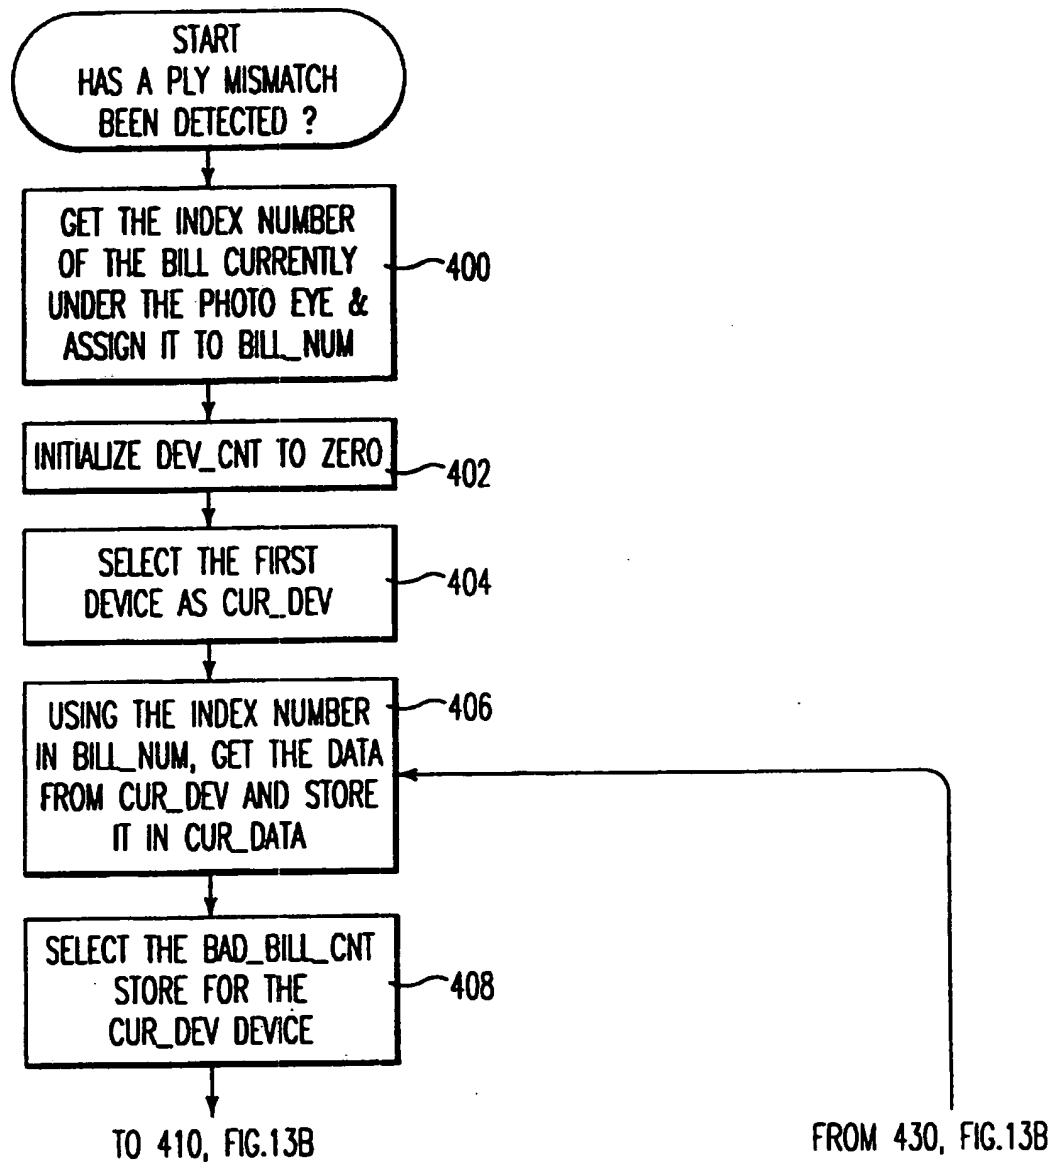 START
HAS A PLY MISMATCH
BEEN DETECTED ?
GET THE INDEX NUMBER
OF THE BILL CURRENTLY
UNDER THE PHOTO EYE &
ASSIGN IT TO BILL_NUM
400
INITIALIZE DEV_CNT TO ZERO
402
SELECT THE FIRST
DEVICE AS CUR_DEV
404
USING THE INDEX NUMBER
IN BILL_NUM, GET THE DATA
FROM CUR_DEV AND STORE
IT IN CUR_DATA
406
SELECT THE BAD_BILL_CNT
STORE FOR THE
CUR_DEV DEVICE
408
TO 410, FIG.13B
FROM 430, FIG.13B